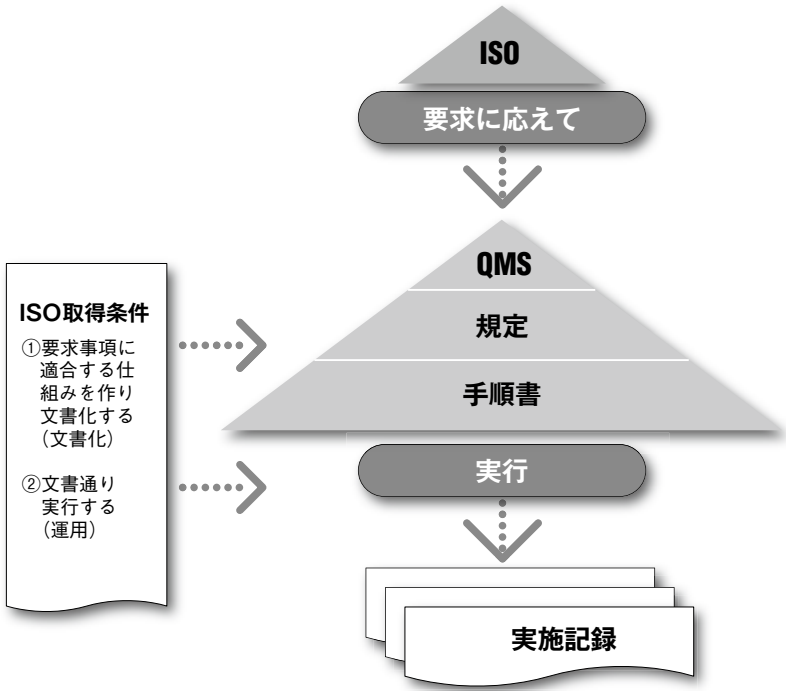 ISO
要求に応えて
QMS
規定
手順書
ISO取得条件
①要求事項に
適合する仕
組みを作り
文書化する
（文書化）
②文書通り
実行する
（運用）
実行
実施記録